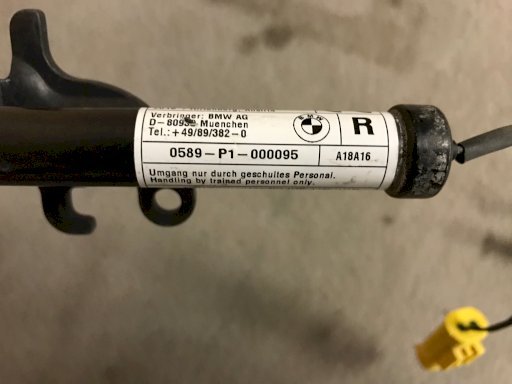 Verbringer: BMW AG
D-80935 Muenchen
Tel.: +49/89/382-0
BMW
R
0589-P1-000095
A18A16
Umgang nur durch geschultes Personal.
Handling by trained personnel only.